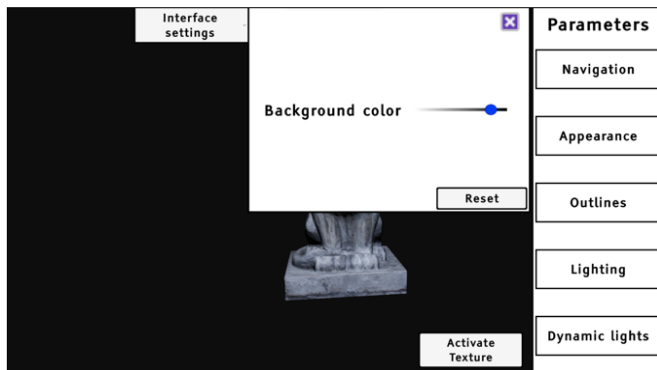 Interface
settings
Background color
Reset
Activate
Texture
Parameters
Navigation
Appearance
Outlines
Lighting
Dynamic lights